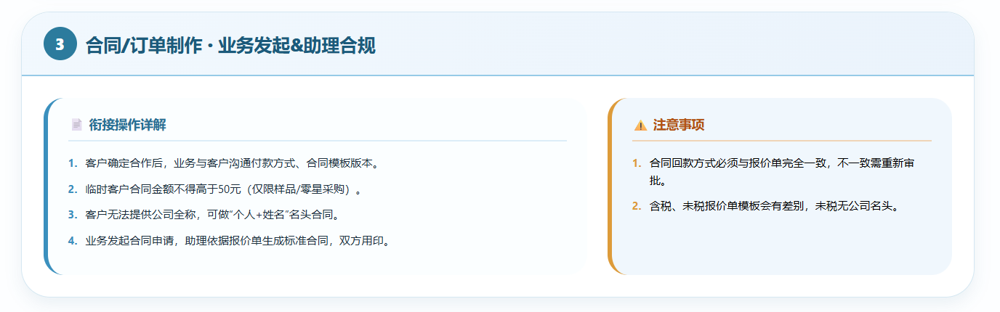 3 合同/订单制作 · 业务发起&助理合规
衔接操作详解
1. 客户确定合作后，业务与客户沟通付款方式、合同模板版本。
2. 临时客户合同金额不得高于50元（仅限样品/零星采购）。
3. 客户无法提供公司全称，可做“个人+姓名”名头合同。
4. 业务发起合同申请，助理依据报价单生成标准合同，双方用印。
注意事项
1. 合同回款方式必须与报价单完全一致，不一致需重新审
批。
2. 含税、未税报价单模板会有差别，未税无公司名头。